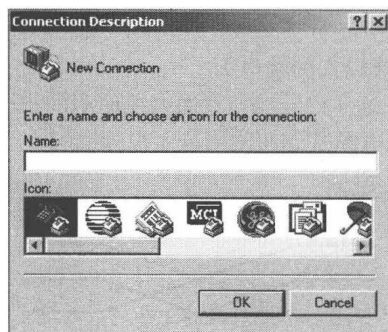 Connection Description
New Connection
Enter a name and choose an icon for the connection:
Name:
Icon:
MCI
OK
Cancel